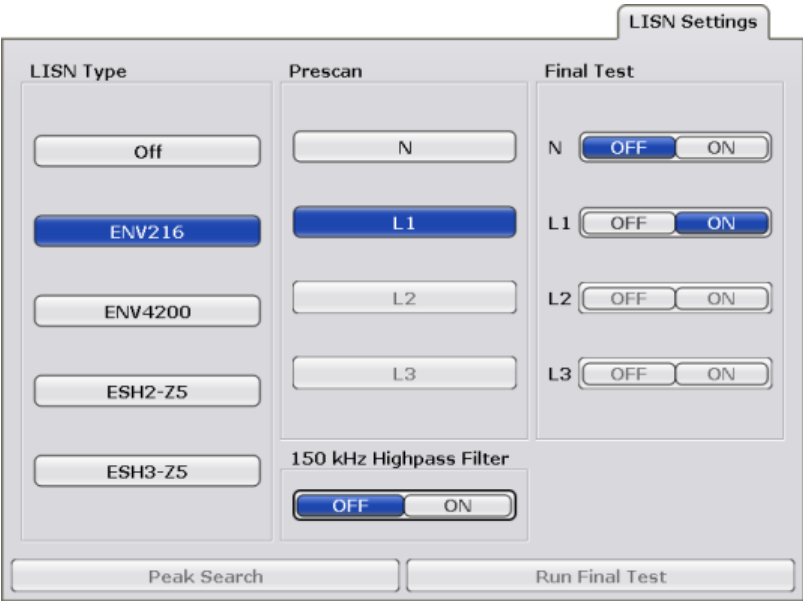 LISN Settings
LISN Type
Off
ENV216
ENV4200
ESH2-Z5
ESH3-Z5
Prescan
N
L1
L2
L3
150 kHz Highpass Filter
OFF ON
Final Test
N OFF ON
L1 OFF ON
L2 OFF ON
L3 OFF ON
Peak Search
Run Final Test